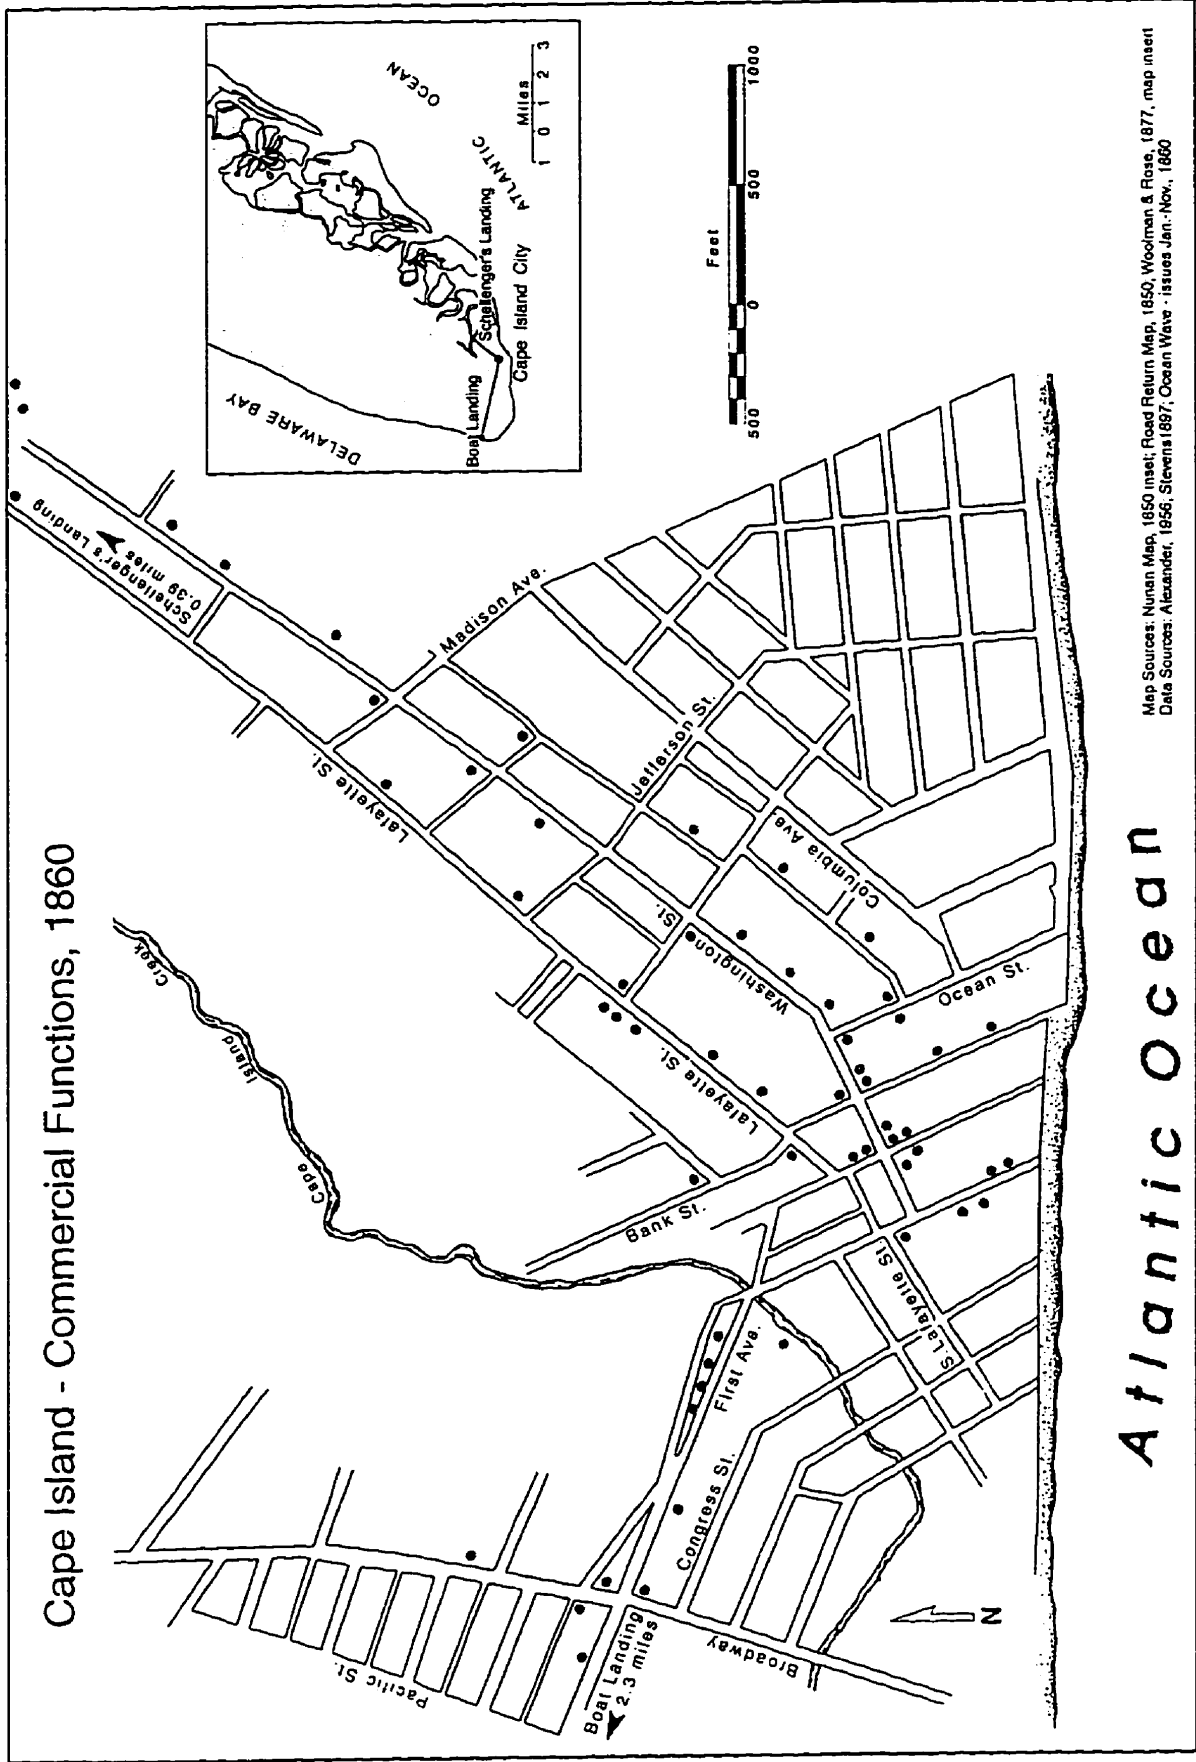 Cape Island - Commercial Functions, 1860
DELAWARE BAY
ATLANTIC
OCEAN
Boat Landing
Schellenger's Landing
Cape Island City
Miles
1 0 1 2 3
Feet
500 0 500 1000
Schellenger's Landing
0.39 miles
Madison Ave.
Lafayette St.
Jefferson St.
Washington
St.
Columbia Ave.
Ocean St.
Lafayette St.
Bank St.
Cape
Island
Creek
S. Lafayette St.
First Ave.
Congress St.
Pacific St.
Broadway
Boat Landing
2.3 miles
N
Atlantic Ocean
Map Sources: Nunan Map, 1850 inset; Road Return Map, 1850, Woolman & Rose, 1877, map insert
Data Sources: Alexander, 1956, Stevens1897; Ocean Wave - issues Jan.-Nov., 1860